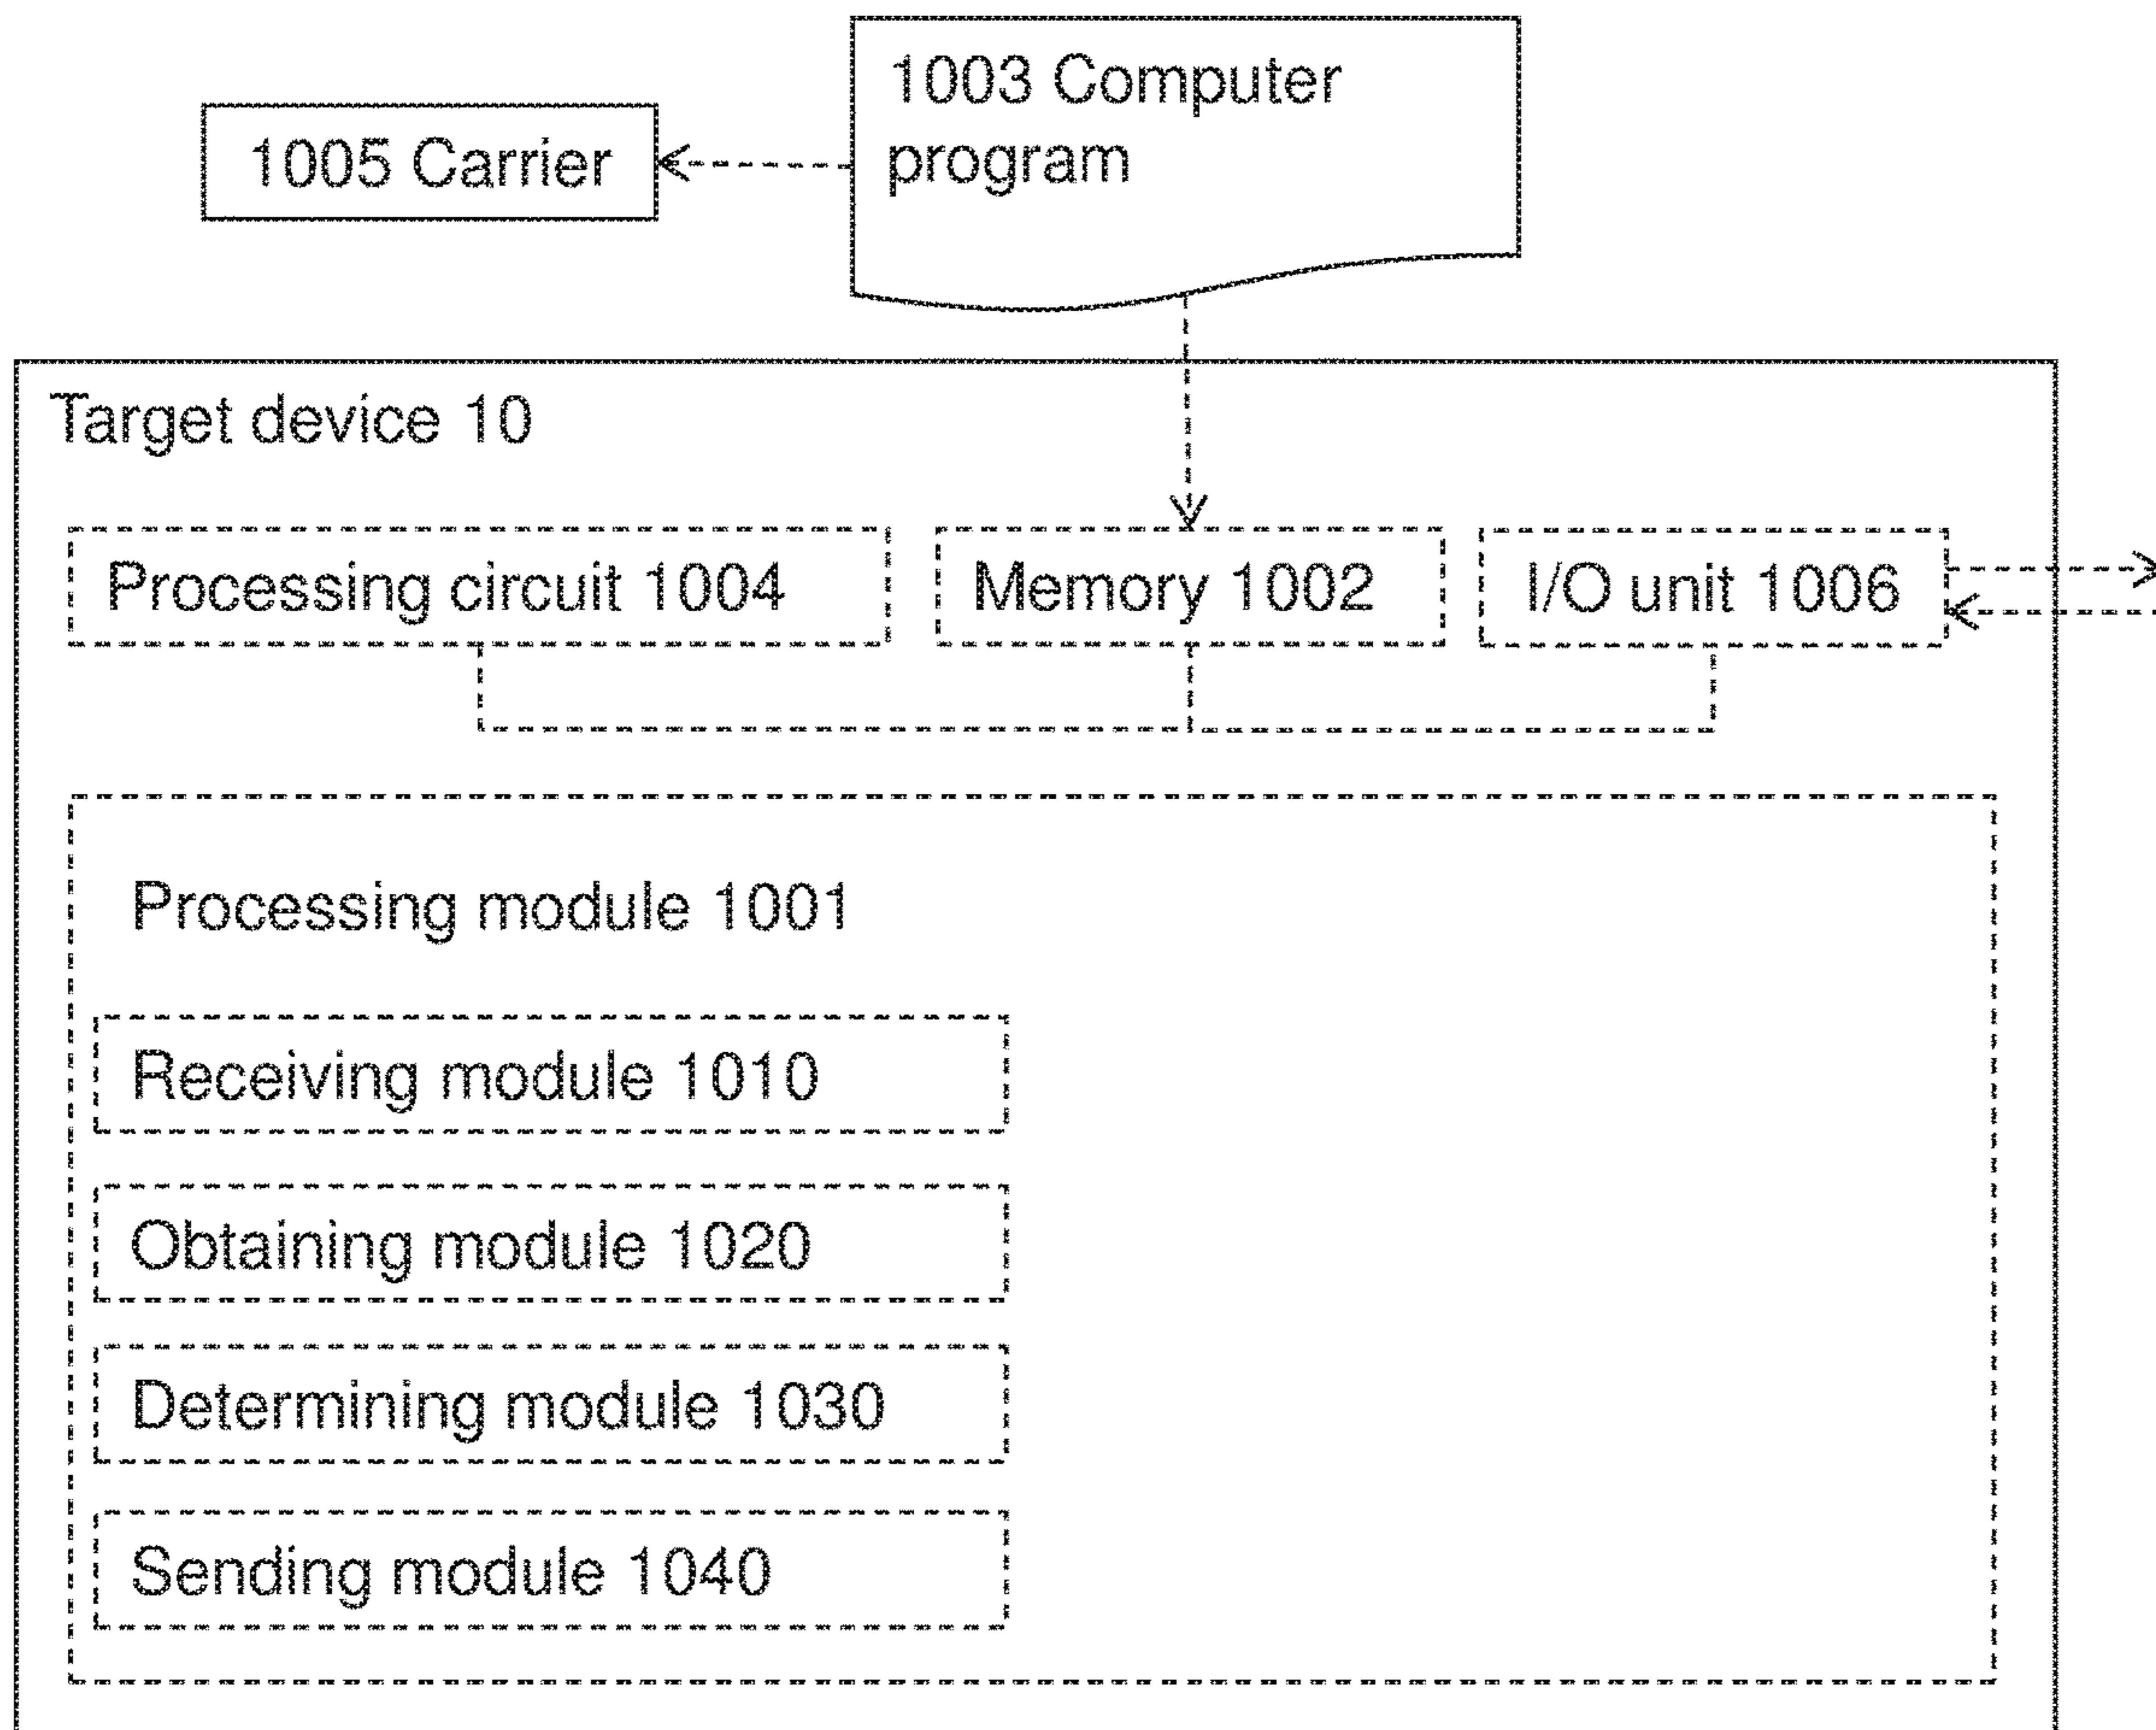 1003 Computer
program
1005 Carrier
Target device 10
Processing circuit 1004
Memory 1002
I/O unit 1006
Processing module 1001
Receiving module 1010
Obtaining module 1020
Determining module 1030
Sending module 1040